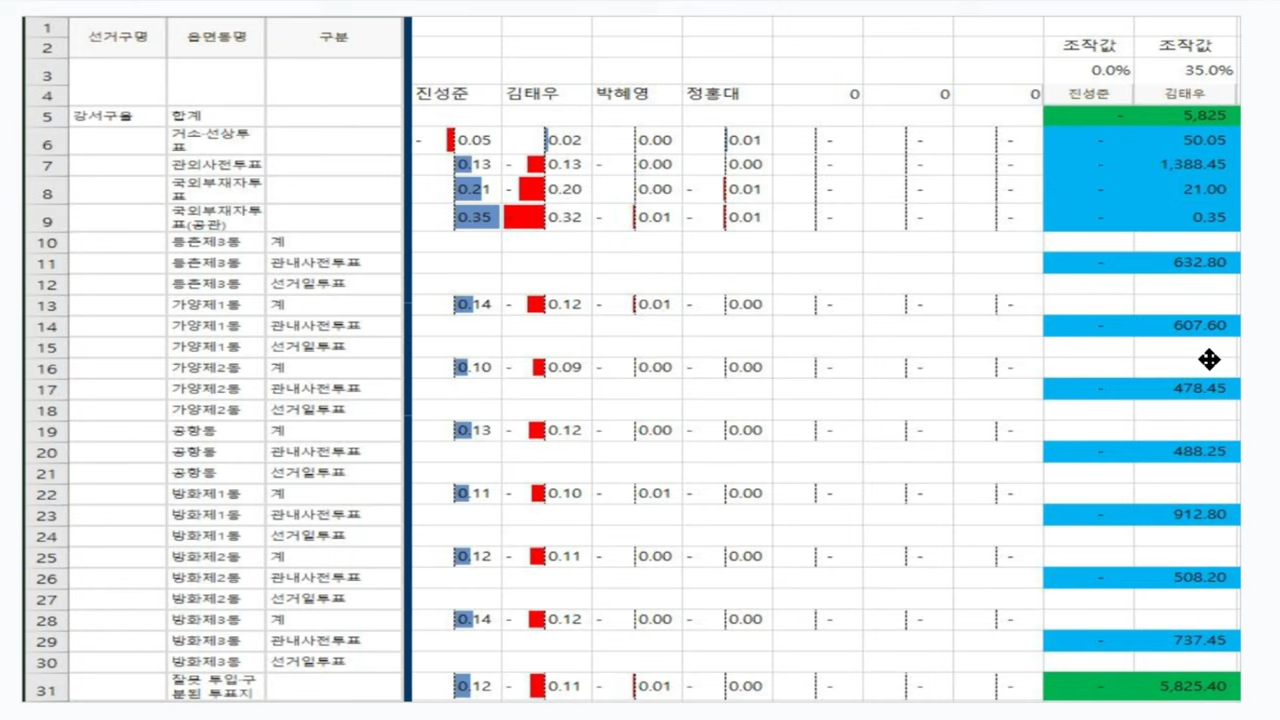 1
선거구명 읍면동명 구분
2 조작값 조작값
3 0.0% 35.0%
4 진성준 김태우 박혜영 정홍대 0 0 0 진성준 김태우
5 강서구을 합계 - 5,825
6 거소·선상투표 - 0.05 0.02 0.00 0.01 - - - - 50.05
7 관외사전투표 0.13 - 0.13 - 0.00 0.00 - - - - 1,388.45
8 국외부재자투표 0.21 - 0.20 0.00 - 0.01 - - - - 21.00
9 국외부재자투표(공관) 0.35 0.32 - 0.01 - 0.01 - - - - 0.35
10 등촌제3동 계
11 등촌제3동 관내사전투표 - 632.80
12 등촌제3동 선거일투표
13 가양제1동 계 0.14 - 0.12 - 0.01 - 0.00 - - -
14 가양제1동 관내사전투표 - 607.60
15 가양제1동 선거일투표
16 가양제2동 계 0.10 - 0.09 - 0.00 - 0.00 - - -
17 가양제2동 관내사전투표 - 478.45
18 가양제2동 선거일투표
19 공항동 계 0.13 - 0.12 - 0.00 - 0.00 - - -
20 공항동 관내사전투표 - 488.25
21 공항동 선거일투표
22 방화제1동 계 0.11 - 0.10 - 0.01 - 0.00 - - -
23 방화제1동 관내사전투표 - 912.80
24 방화제1동 선거일투표
25 방화제2동 계 0.12 - 0.11 - 0.00 - 0.00 - - -
26 방화제2동 관내사전투표 - 508.20
27 방화제2동 선거일투표
28 방화제3동 계 0.14 - 0.12 - 0.00 - 0.00 - - -
29 방화제3동 관내사전투표 - 737.45
30 방화제3동 선거일투표
31 잘못 투입·구분된 투표지 0.12 - 0.11 - 0.01 - 0.00 - - - - 5,825.40